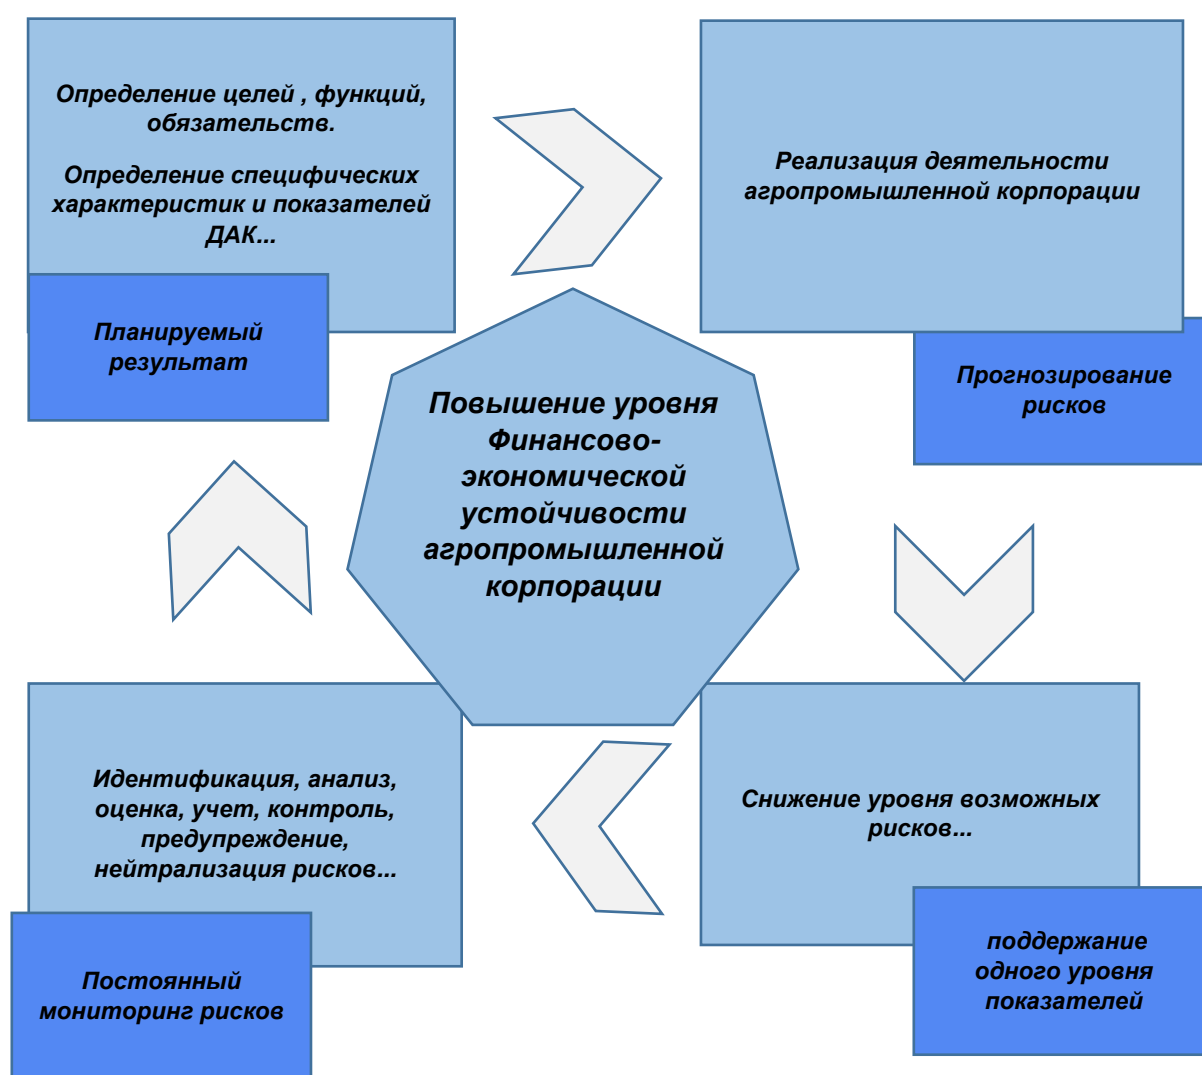 Определение целей , функций,
обязательств.
Определение специфических
характеристик и показателей
ДАК...
Планируемый
результат
Реализация деятельности
агропромышленной корпорации
Прогнозирование
рисков
Повышение уровня
Финансово-
экономической
устойчивости
агропромышленной
корпорации
Идентификация, анализ,
оценка, учет, контроль,
предупреждение,
нейтрализация рисков...
Постоянный
мониторинг рисков
Снижение уровня возможных
рисков...
поддержание
одного уровня
показателей